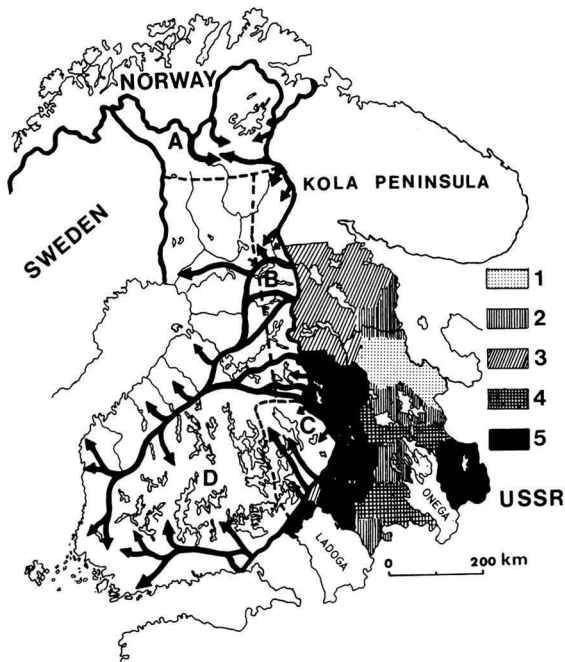 NORWAY
A
KOLA PENINSULA
SWEDEN
B
1
2
3
4
5
C
D
USSR
ONEGA
LADOGA
0 200 km